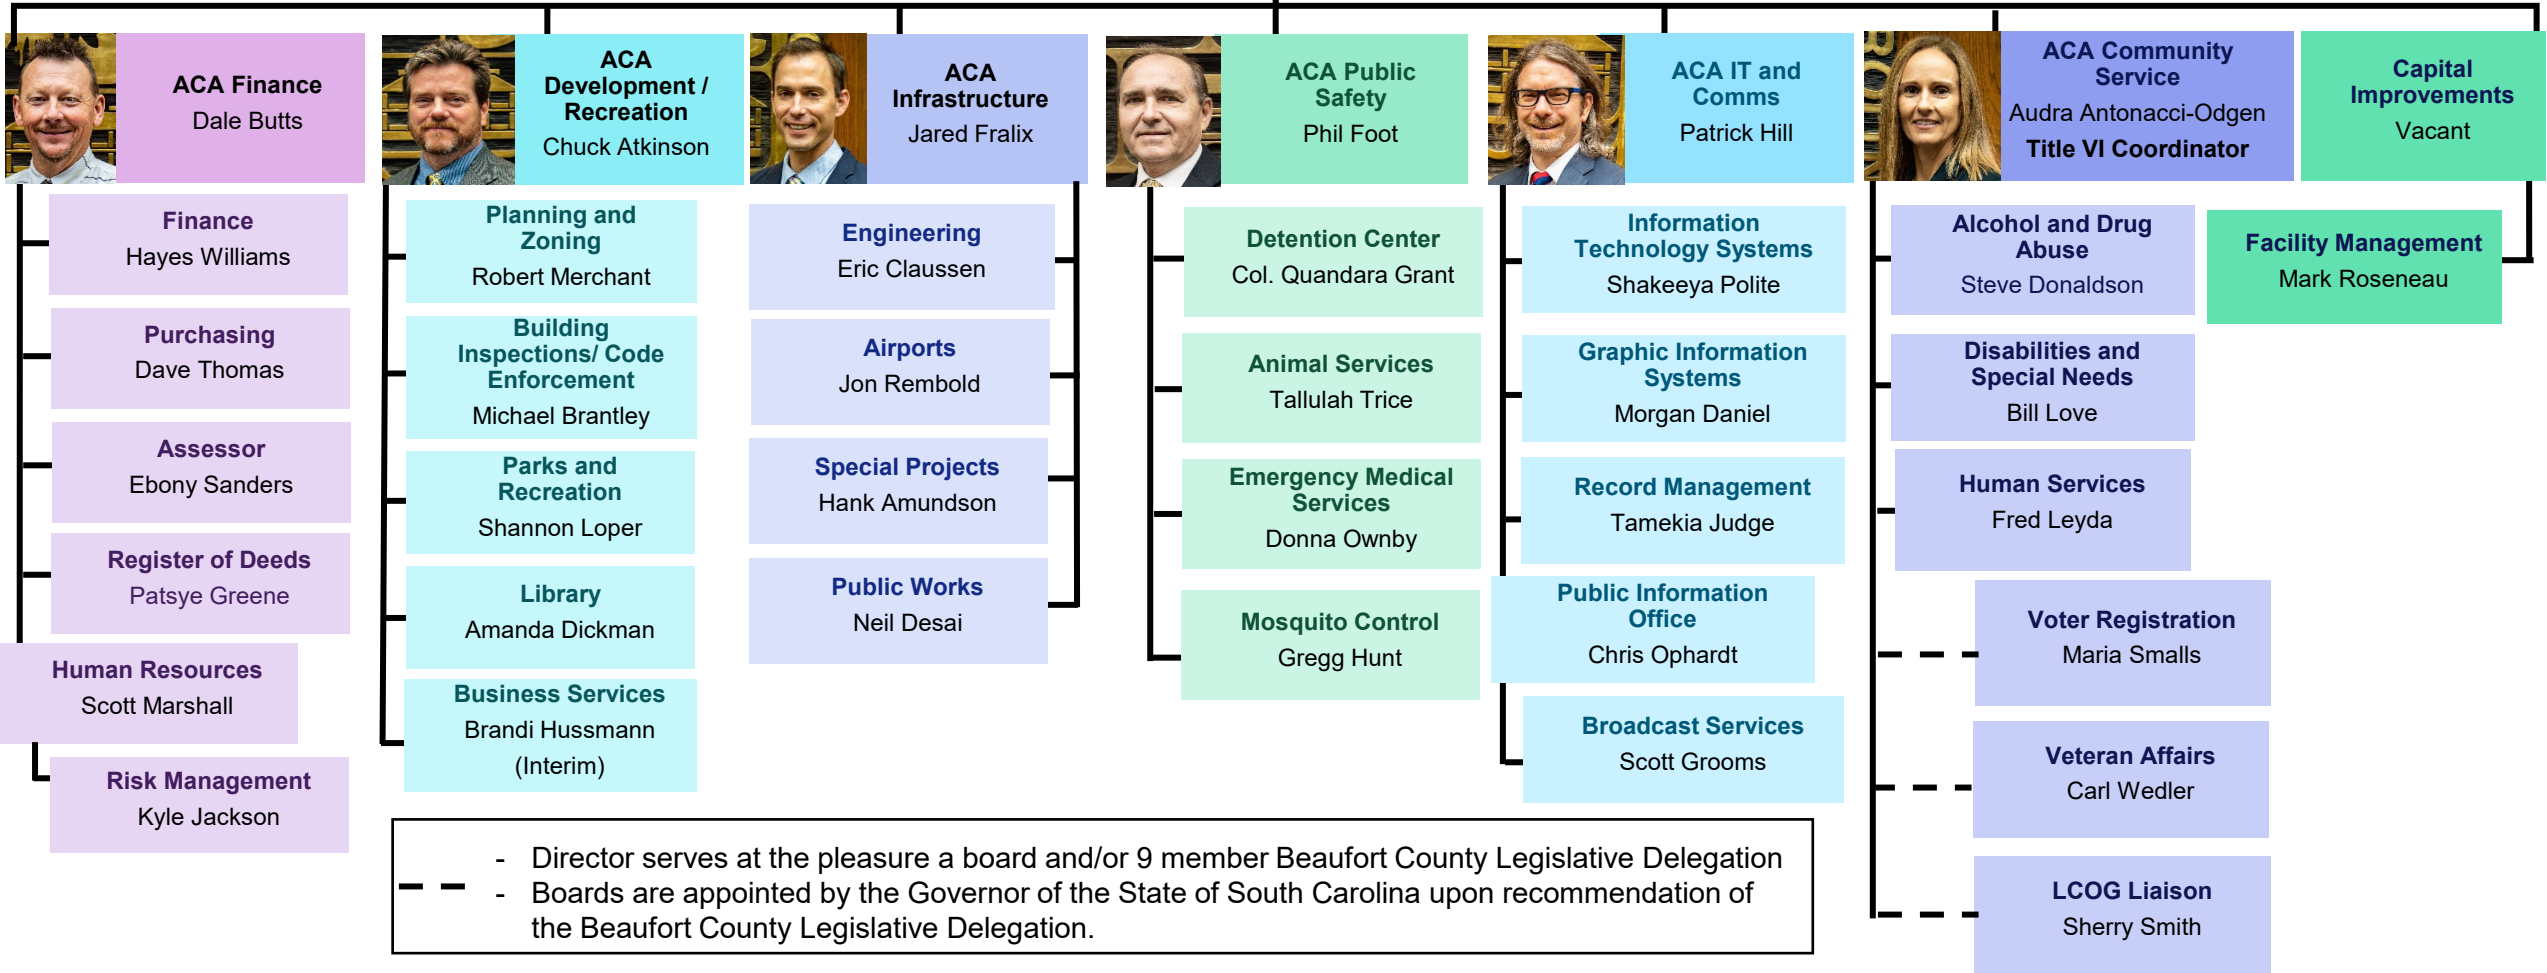 ACA Finance
Dale Butts
Finance
Hayes Williams
Purchasing
Dave Thomas
Assessor
Ebony Sanders
Register of Deeds
Patsye Greene
Human Resources
Scott Marshall
Risk Management
Kyle Jackson
ACA
Development /
Recreation
Chuck Atkinson
Planning and
Zoning
Robert Merchant
Building
Inspections/ Code
Enforcement
Michael Brantley
Parks and
Recreation
Shannon Loper
Library
Amanda Dickman
Business Services
Brandi Hussmann
(Interim)
ACA
Infrastructure
Jared Fralix
Engineering
Eric Claussen
Airports
Jon Rembold
Special Projects
Hank Amundson
Public Works
Neil Desai
ACA Public
Safety
Phil Foot
Detention Center
Col. Quandara Grant
Animal Services
Tallulah Trice
Emergency Medical
Services
Donna Ownby
Mosquito Control
Gregg Hunt
ACA IT and
Comms
Patrick Hill
Information
Technology Systems
Shakeeya Polite
Graphic Information
Systems
Morgan Daniel
Record Management
Tamekia Judge
Public Information
Office
Chris Ophardt
Broadcast Services
Scott Grooms
ACA Community
Service
Audra Antonacci-Odgen
Title VI Coordinator
Alcohol and Drug
Abuse
Steve Donaldson
Disabilities and
Special Needs
Bill Love
Human Services
Fred Leyda
Voter Registration
Maria Smalls
Veteran Affairs
Carl Wedler
LCOG Liaison
Sherry Smith
Capital
Improvements
Vacant
Facility Management
Mark Roseneau
- Director serves at the pleasure a board and/or 9 member Beaufort County Legislative Delegation
- Boards are appointed by the Governor of the State of South Carolina upon recommendation of
the Beaufort County Legislative Delegation.